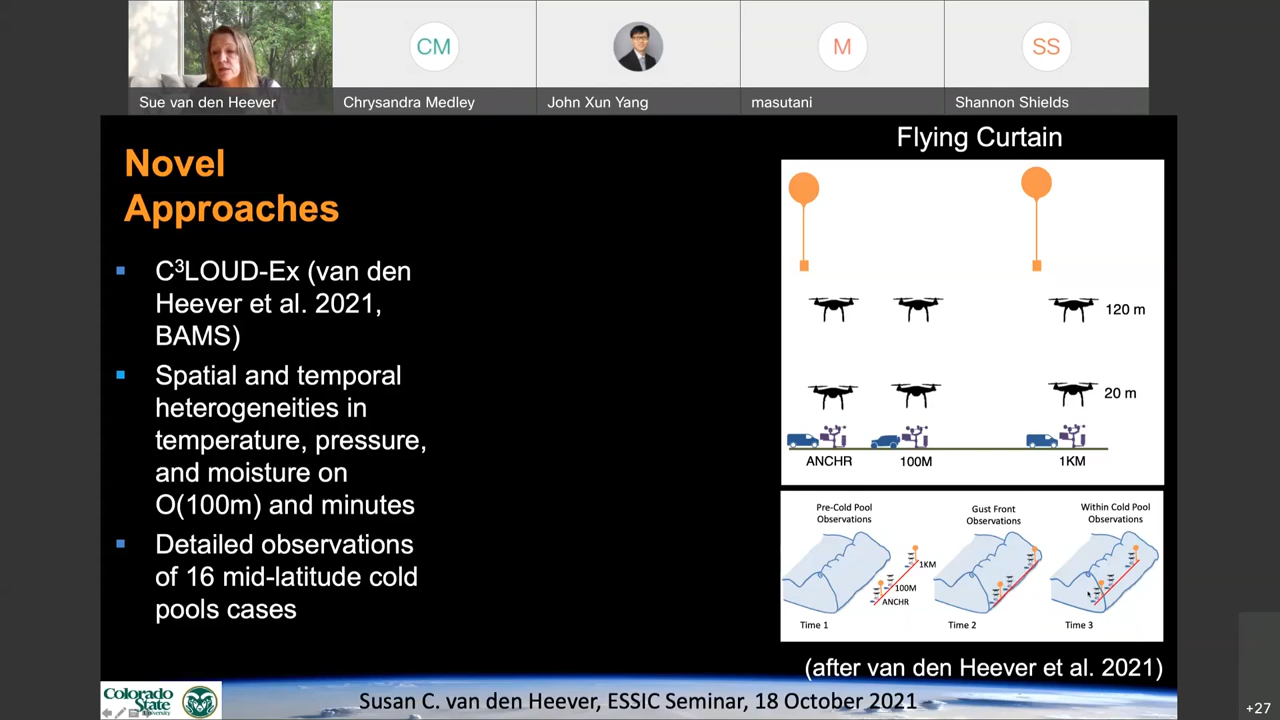 CM
M
SS
Sue van den Heever
Chrysandra Medley
John Xun Yang
masutani
Shannon Shields
Novel
Approaches
C³LOUD-Ex (van den
Heever et al. 2021,
BAMS)
Spatial and temporal
heterogeneities in
temperature, pressure,
and moisture on
O(100m) and minutes
Detailed observations
of 16 mid-latitude cold
pools cases
Flying Curtain
120 m
20 m
ANCHR
100M
1KM
Pre-Cold Pool
Observations
Gust Front
Observations
Within Cold Pool
Observations
1KM
100M
ANCHR
Time 1
Time 2
Time 3
(after van den Heever et al. 2021)
Colorado
State
University
Susan C. van den Heever, ESSIC Seminar, 18 October 2021
+27